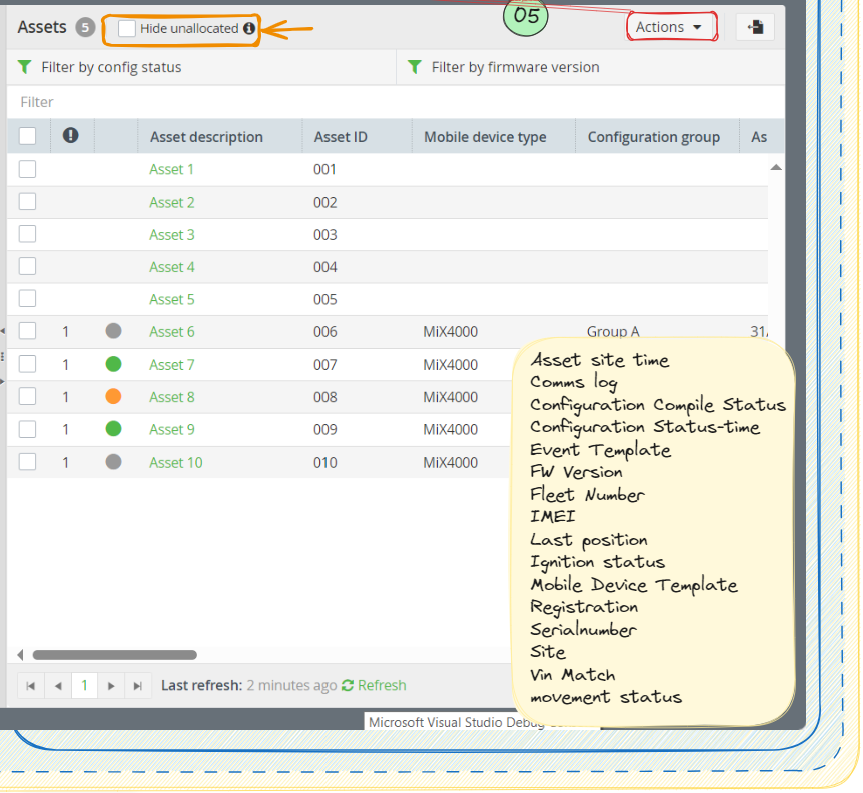 05
Assets 5 Hide unallocated Actions
Filter by config status Filter by firmware version
Filter
Asset description Asset ID Mobile device type Configuration group As
Asset 1 001
Asset 2 002
Asset 3 003
Asset 4 004
Asset 5 005
1 Asset 6 006 MiX4000 Group A 31/
1 Asset 7 007 MiX4000
1 Asset 8 008 MiX4000
1 Asset 9 009 MiX4000
1 Asset 10 010 MiX4000
Asset site time
Comms log
Configuration Compile Status
Configuration Status-time
Event Template
FW Version
Fleet Number
IMEI
Last position
Ignition status
Mobile Device Template
Registration
Serialnumber
Site
Vin Match
movement status
1 Last refresh: 2 minutes ago Refresh
Microsoft Visual Studio Debug